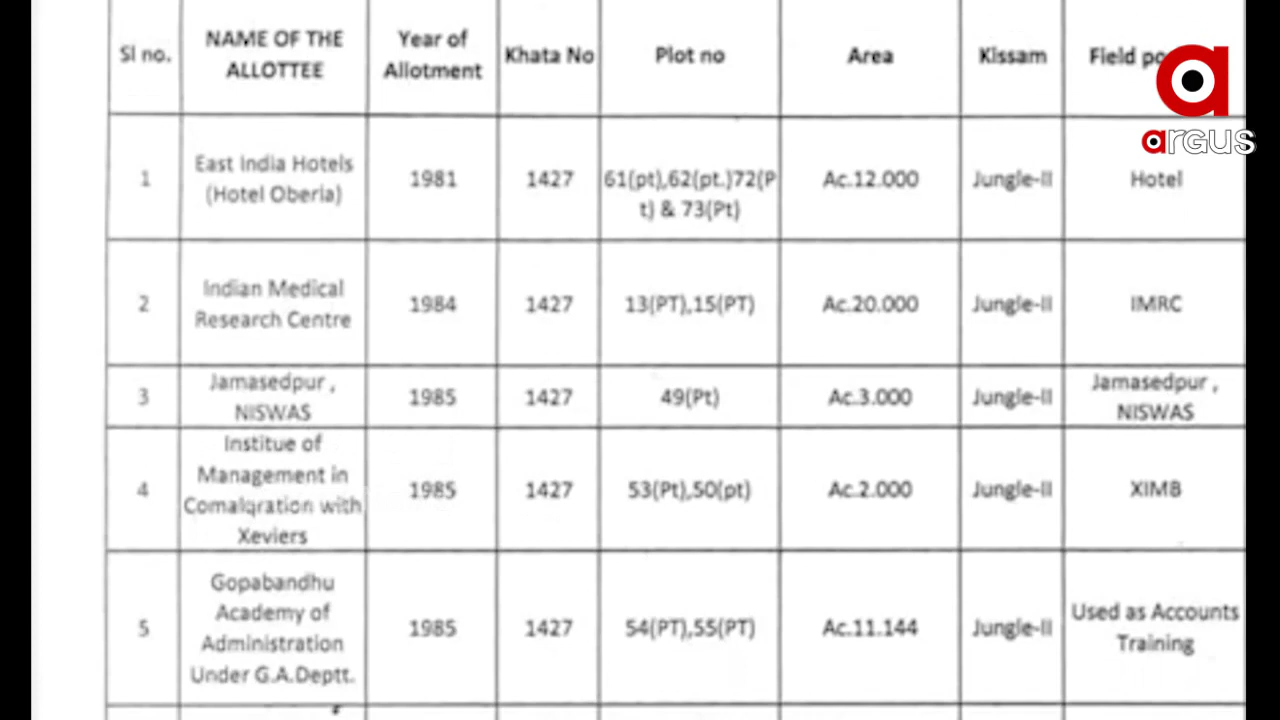 Sl no.
NAME OF THE
ALLOTTEE
Year of
Allotment
Khata No
Plot no
Area
Kissam
Field
argus
1
East India Hotels
(Hotel Oberia)
1981
1427
61(pt),62(pt.)72(P
t) & 73(Pt)
Ac.12.000
Jungle-II
Hotel
2
Indian Medical
Research Centre
1984
1427
13(PT),15(PT)
Ac.20.000
Jungle-II
IMRC
3
Jamasedpur ,
NISWAS
1985
1427
49(Pt)
Ac.3.000
Jungle-II
Jamasedpur ,
NISWAS
4
Institue of
Management in
Comalqration with
Xeviers
1985
1427
53(Pt),50(pt)
Ac.2.000
Jungle-II
XIMB
5
Gopabandhu
Academy of
Administration
Under G.A.Deptt.
1985
1427
54(PT),55(PT)
Ac.11.144
Jungle-II
Used as Accounts
Training